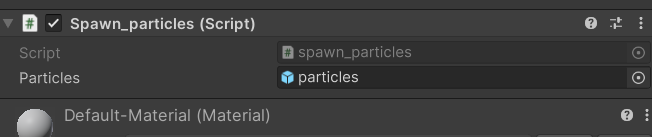 Spawn_particles (Script)
Script spawn_particles
Particles particles
Default-Material (Material)